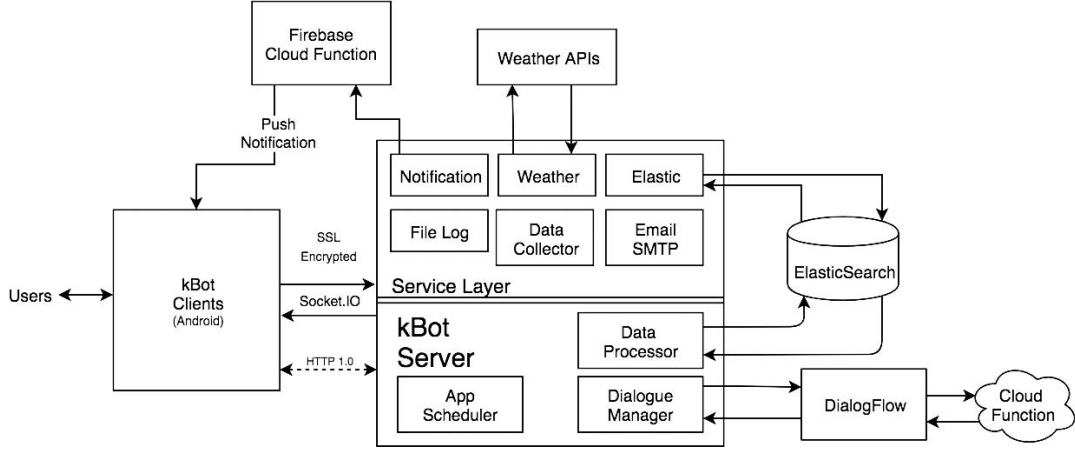 Firebase
Cloud Function
Weather APIs
Push
Notification
Notification
Weather
Elastic
File Log
Data
Collector
Email
SMTP
SSL
Encrypted
Service Layer
ElasticSearch
Users
kBot
Clients
(Android)
Socket.IO
HTTP 1.0
kBot
Server
Data
Processor
App
Scheduler
Dialogue
Manager
DialogFlow
Cloud
Function